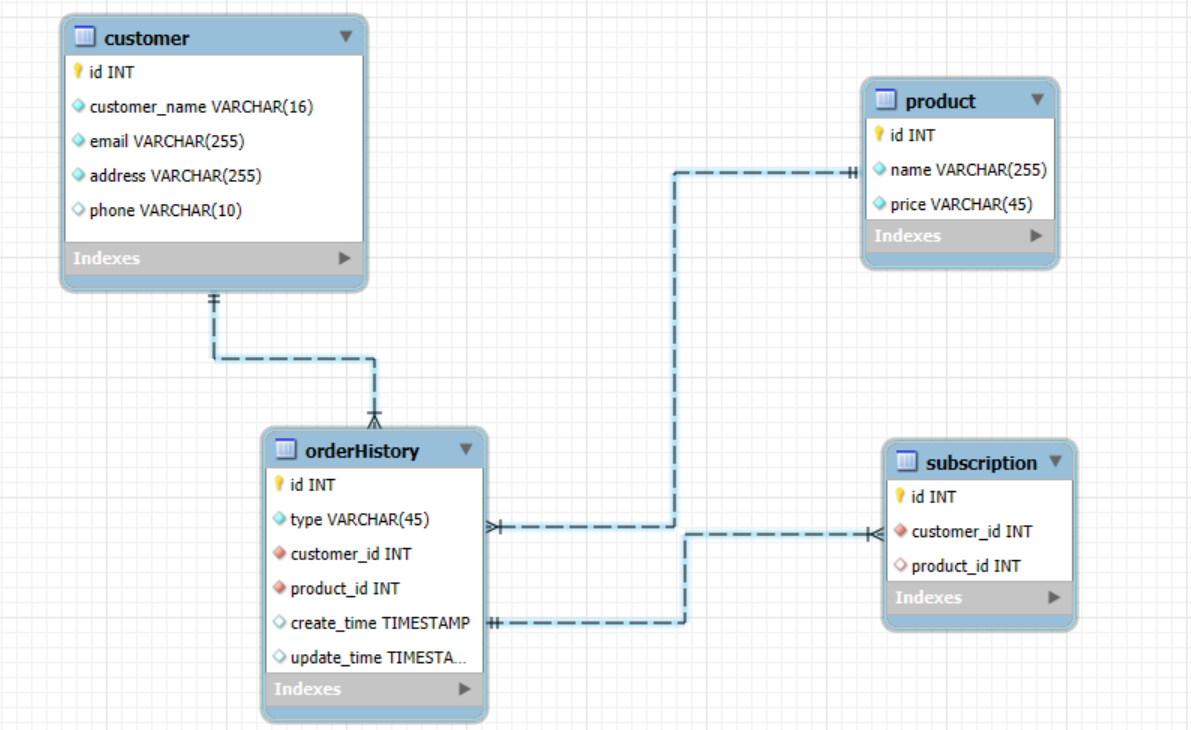 customer
id INT
customer_name VARCHAR(16)
email VARCHAR(255)
address VARCHAR(255)
phone VARCHAR(10)
Indexes
product
id INT
name VARCHAR(255)
price VARCHAR(45)
Indexes
orderHistory
id INT
type VARCHAR(45)
customer_id INT
product_id INT
create_time TIMESTAMP
update_time TIMESTA...
Indexes
subscription
id INT
customer_id INT
product_id INT
Indexes